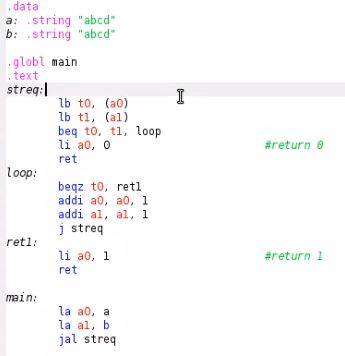 .data
a: .string "abcd"
b: .string "abcd"
.globl main
.text
streq:
lb t0, (a0)
lb t1, (a1)
beq t0, t1, loop
li a0, 0 #return 0
ret
loop:
beqz t0, ret1
addi a0, a0, 1
addi a1, a1, 1
j streq
ret1:
li a0, 1 #return 1
ret
main:
la a0, a
la a1, b
jal streq